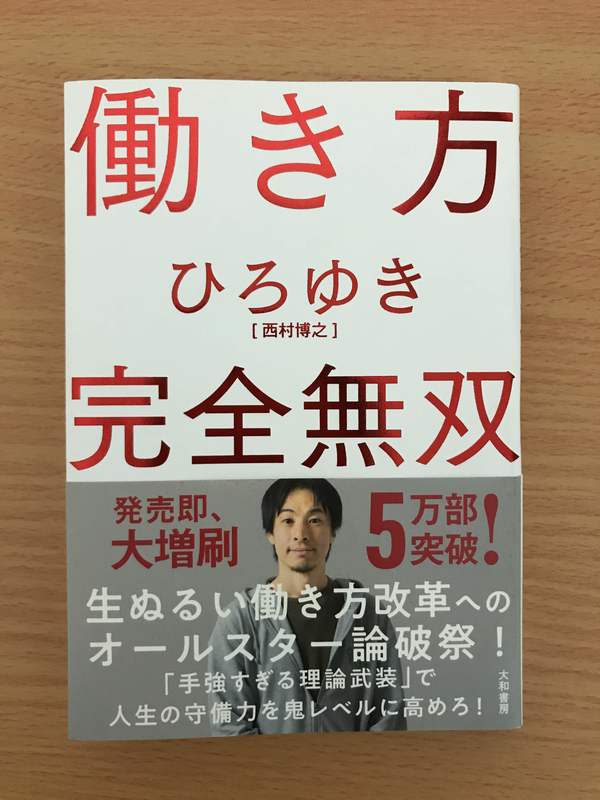 働き方
ひろゆき
[西村博之]
完全無双
発売即、
大増刷
5万部
突破!
生ぬるい働き方改革への
オールスター論破祭!
「手強すぎる理論武装」で
人生の守備力を鬼レベルに高めろ!
大和書房